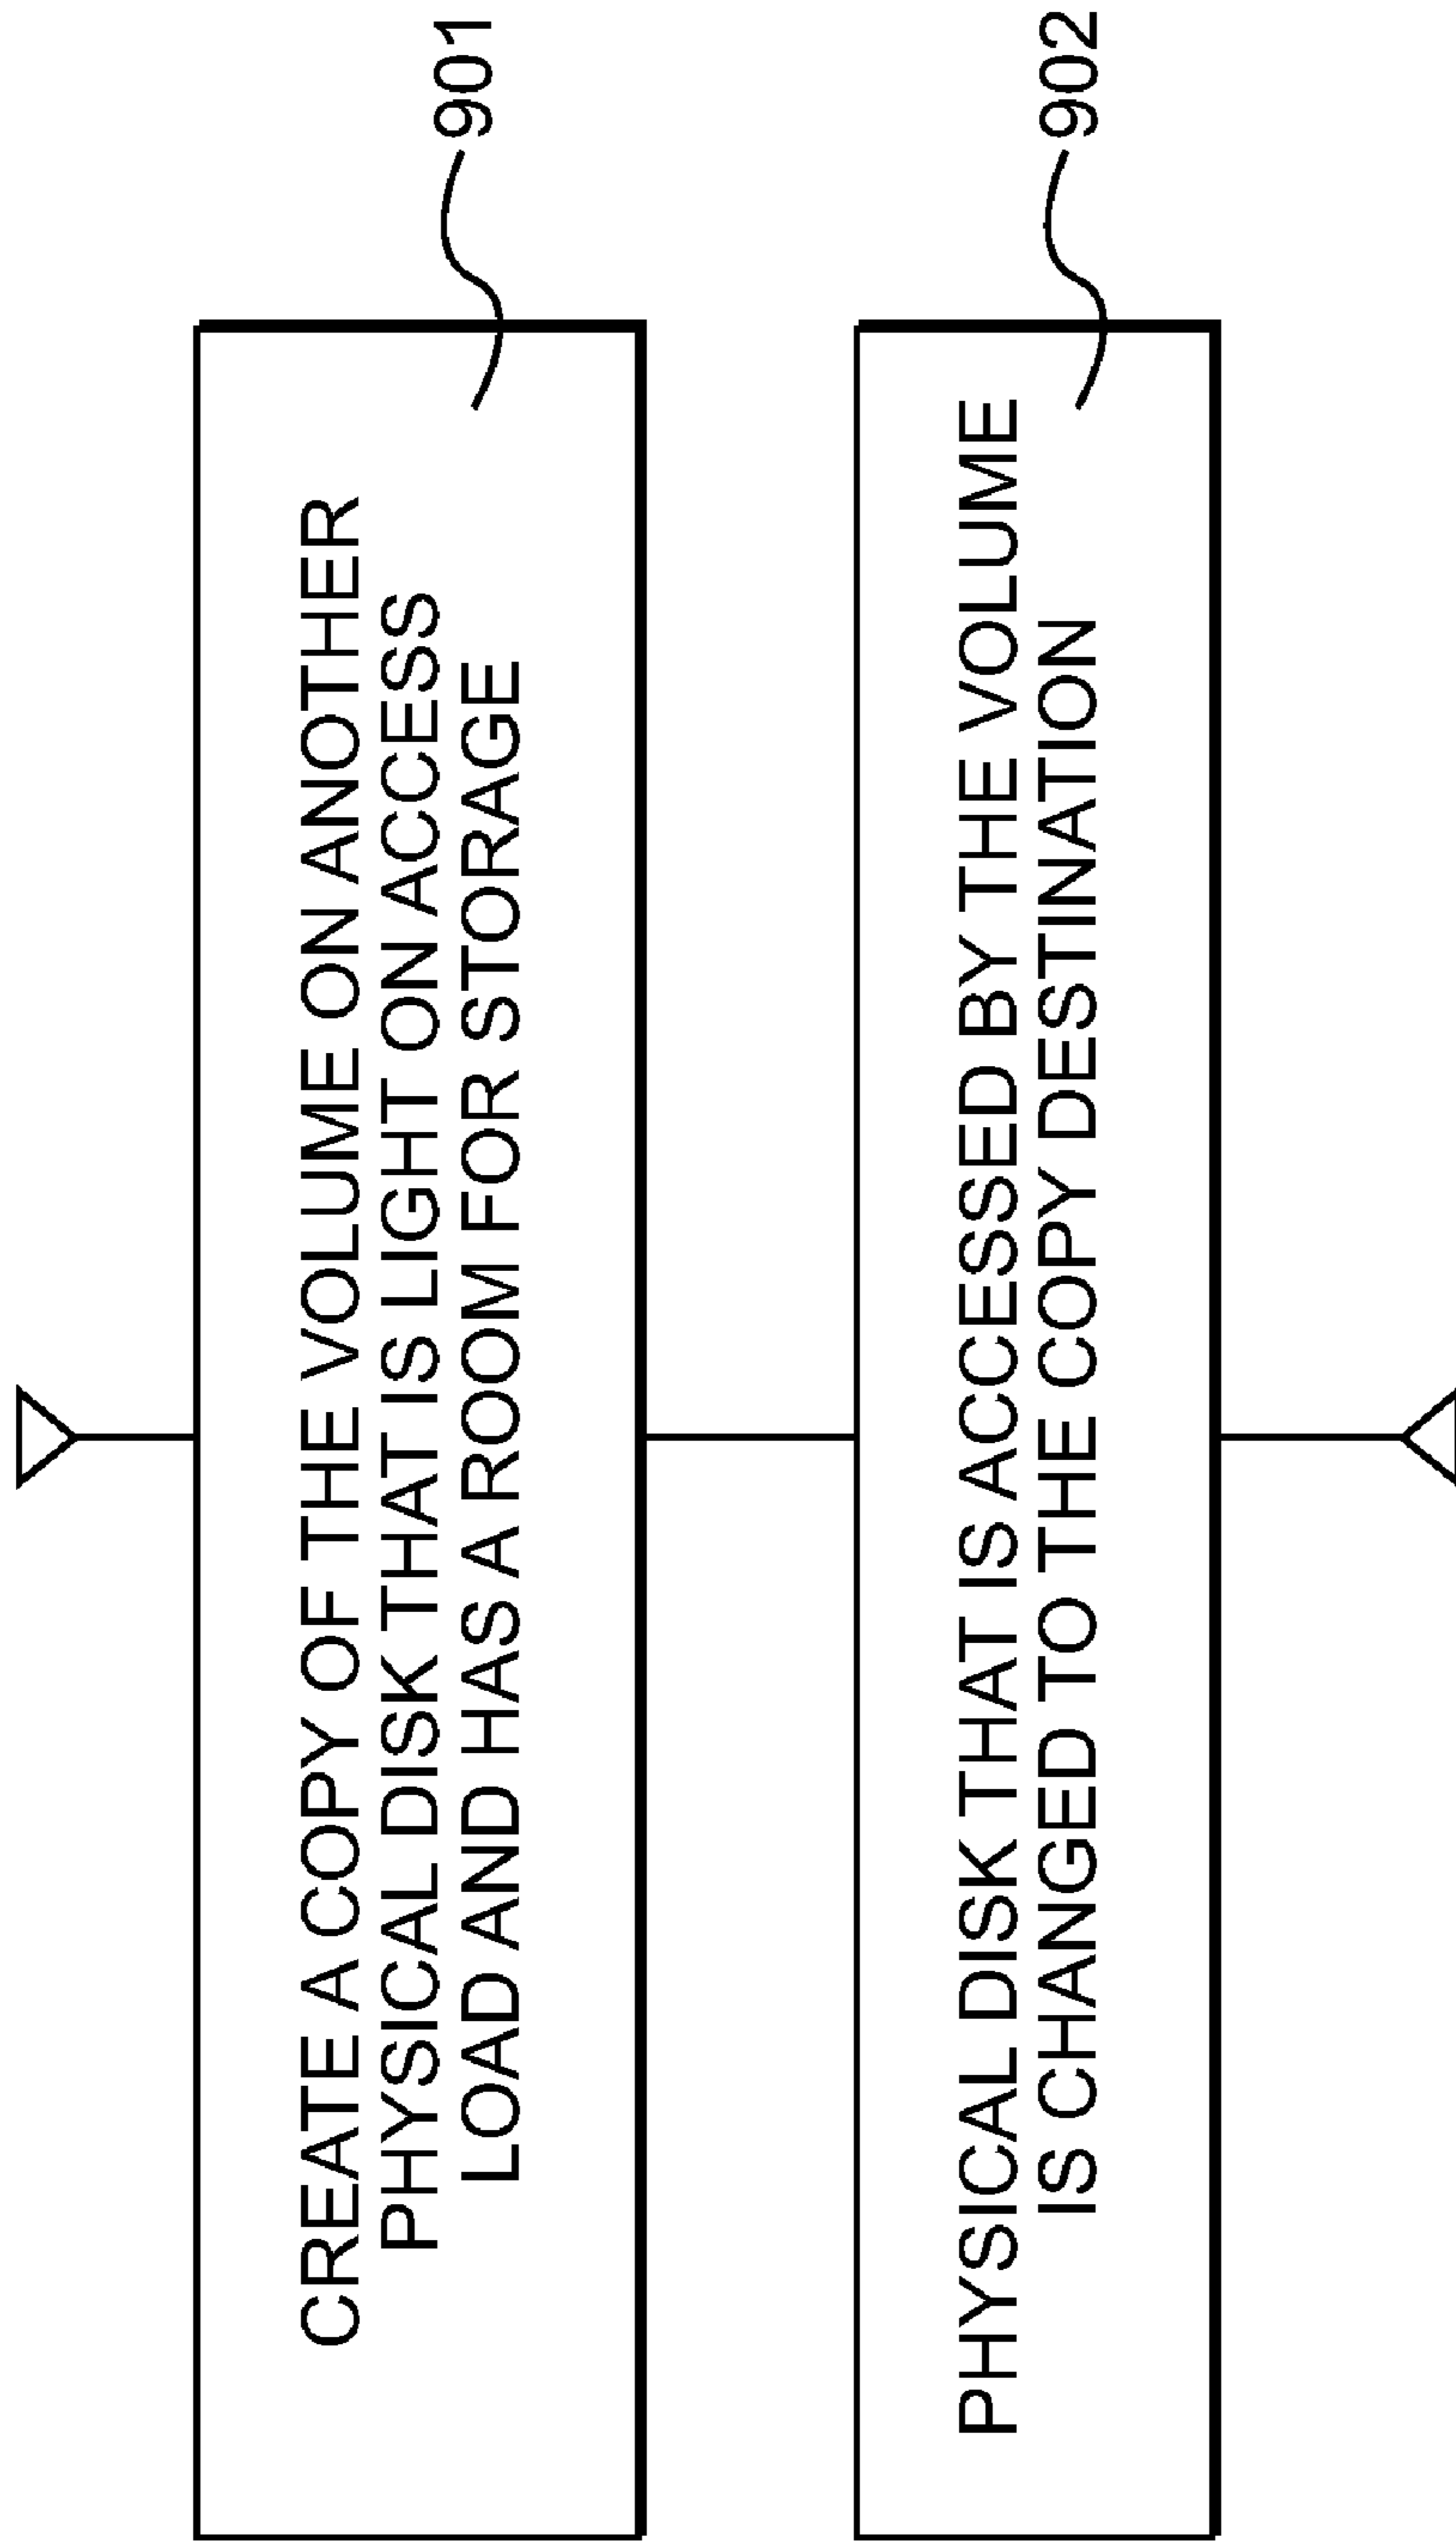 CREATE A COPY OF THE VOLUME ON ANOTHER
PHYSICAL DISK THAT IS LIGHT ON ACCESS
LOAD AND HAS A ROOM FOR STORAGE
901
PHYSICAL DISK THAT IS ACCESSED BY THE VOLUME
IS CHANGED TO THE COPY DESTINATION
902